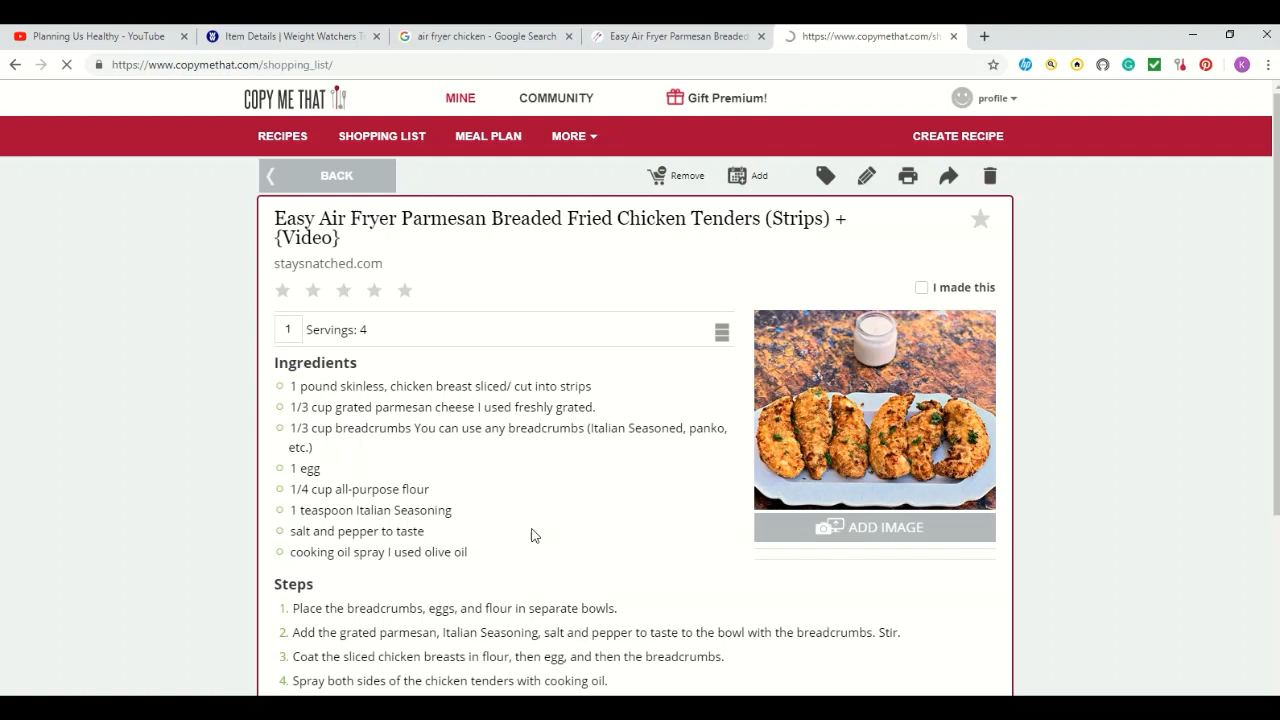 Planning Us Healthy - YouTube
Item Details | Weight Watchers T
air fryer chicken - Google Search
Easy Air Fryer Parmesan Breaded
https://www.copymethat.com/sh
https://www.copymethat.com/shopping_list/
K
COPY ME THAT
MINE
COMMUNITY
Gift Premium!
profile
RECIPES
SHOPPING LIST
MEAL PLAN
MORE
CREATE RECIPE
BACK
Remove
Add
Easy Air Fryer Parmesan Breaded Fried Chicken Tenders (Strips) +
{Video}
staysnatched.com
I made this
1 Servings: 4
Ingredients
1 pound skinless, chicken breast sliced/ cut into strips
1/3 cup grated parmesan cheese I used freshly grated.
1/3 cup breadcrumbs You can use any breadcrumbs (Italian Seasoned, panko,
etc.)
1 egg
1/4 cup all-purpose flour
1 teaspoon Italian Seasoning
salt and pepper to taste
cooking oil spray I used olive oil
ADD IMAGE
Steps
1. Place the breadcrumbs, eggs, and flour in separate bowls.
2. Add the grated parmesan, Italian Seasoning, salt and pepper to taste to the bowl with the breadcrumbs. Stir.
3. Coat the sliced chicken breasts in flour, then egg, and then the breadcrumbs.
4. Spray both sides of the chicken tenders with cooking oil.